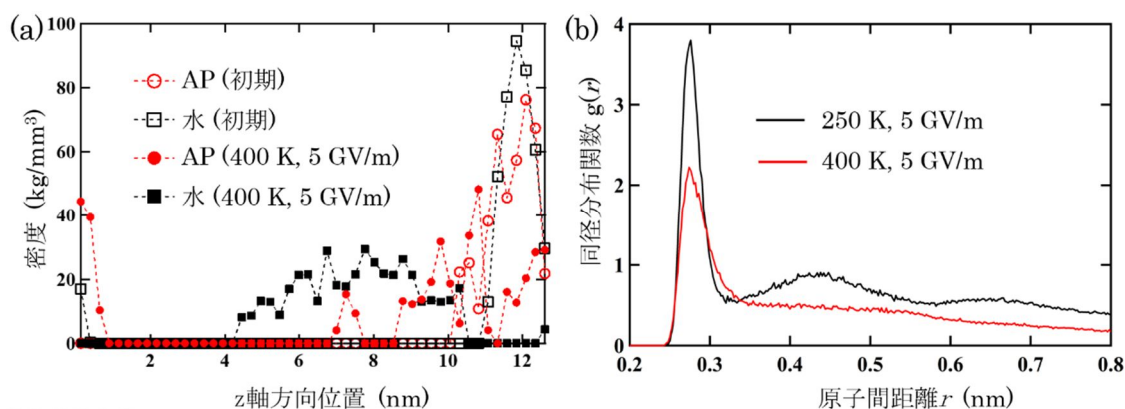 (a)
100
80
60
40
20
0
密度 (kg/mm³)
AP (初期)
水 (初期)
AP (400 K, 5 GV/m)
水 (400 K, 5 GV/m)
2
4
6
8
10
12
z軸方向位置 (nm)
(b)
4
3
2
1
0
同径分布関数 g(r)
250 K, 5 GV/m
400 K, 5 GV/m
0.2
0.3
0.4
0.5
0.6
0.7
0.8
原子間距離r (nm)